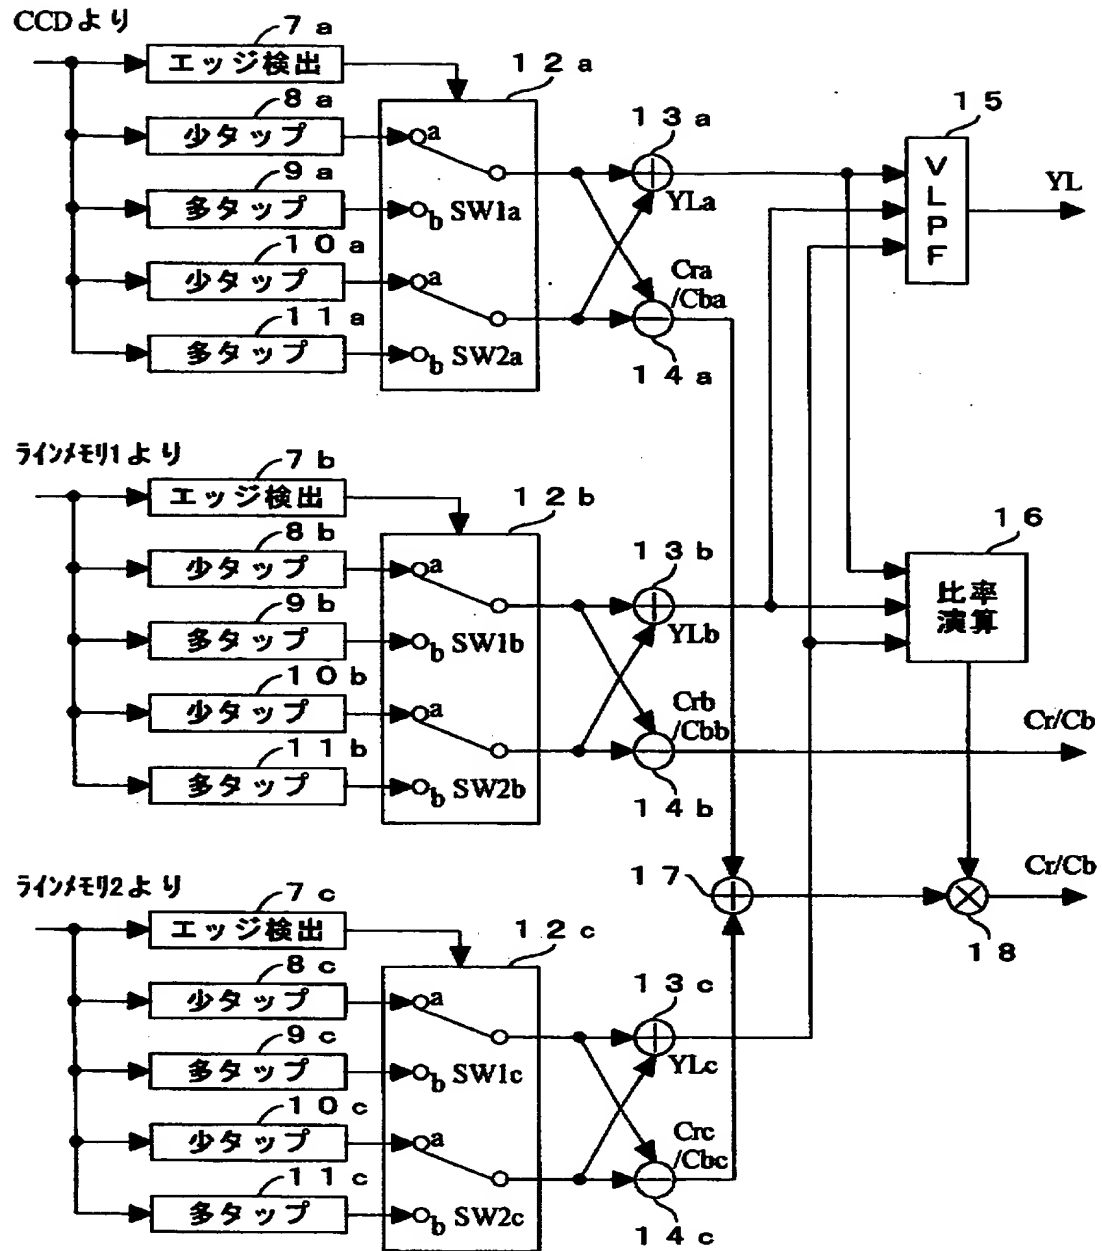 CCDより
7a
エッジ検出
12a
8a
少タップ
a
13a
15
9a
多タップ
b SW1a
YLa
VLPF
YL
10a
少タップ
a
Cra
/Cba
11a
多タップ
b SW2a
14a
ラインメモリ1より
7b
エッジ検出
12b
8b
少タップ
a
13b
16
比率
演算
9b
多タップ
b SW1b
YLb
10b
少タップ
a
Crb
/Cbb
Cr/Cb
11b
多タップ
b SW2b
14b
17
Cr/Cb
18
ラインメモリ2より
7c
エッジ検出
12c
8c
少タップ
a
13c
9c
多タップ
b SW1c
YLc
10c
少タップ
a
Crc
/Cbc
11c
多タップ
b SW2c
14c